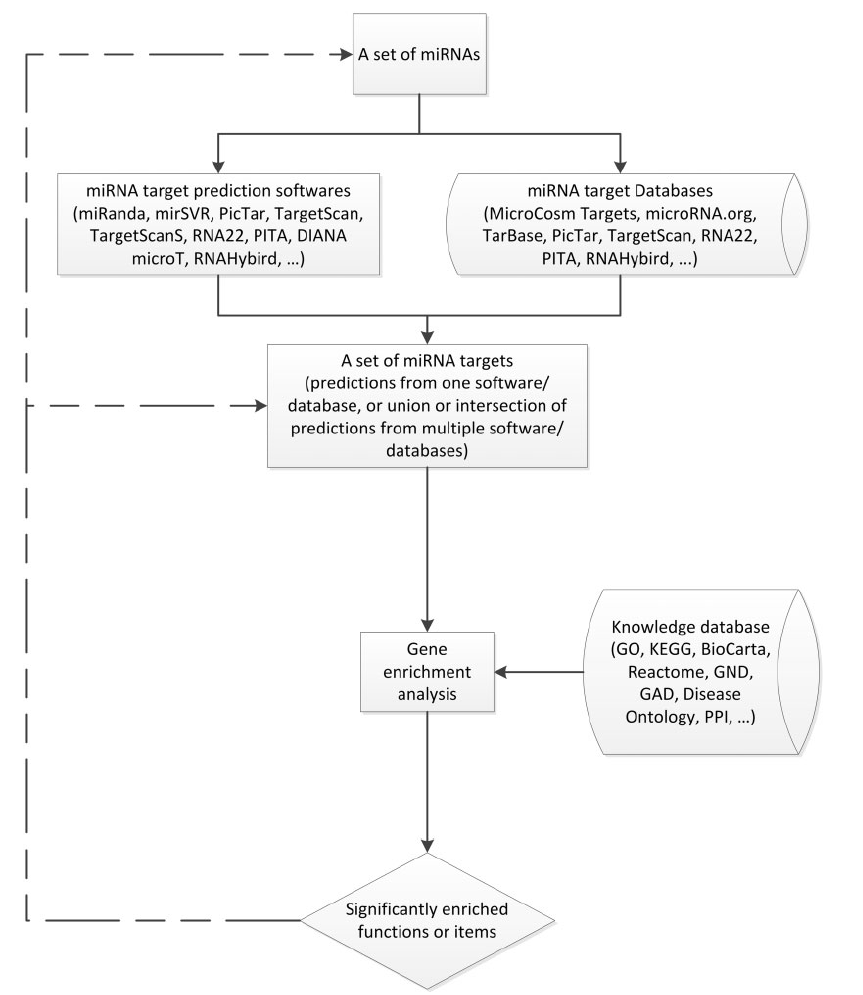 A set of miRNAs
miRNA target prediction softwares
(miRanda, mirSVR, PicTar, TargetScan,
TargetScanS, RNA22, PITA, DIANA
microT, RNAHybird, ...)
miRNA target Databases
(MicroCosm Targets, microRNA.org,
TarBase, PicTar, TargetScan, RNA22,
PITA, RNAHybird, ...)
A set of miRNA targets
(predictions from one software/
database, or union or intersection of
predictions from multiple software/
databases)
Gene
enrichment
analysis
Knowledge database
(GO, KEGG, BioCarta,
Reactome, GND,
GAD, Disease
Ontology, PPI, ...)
Significantly enriched
functions or items